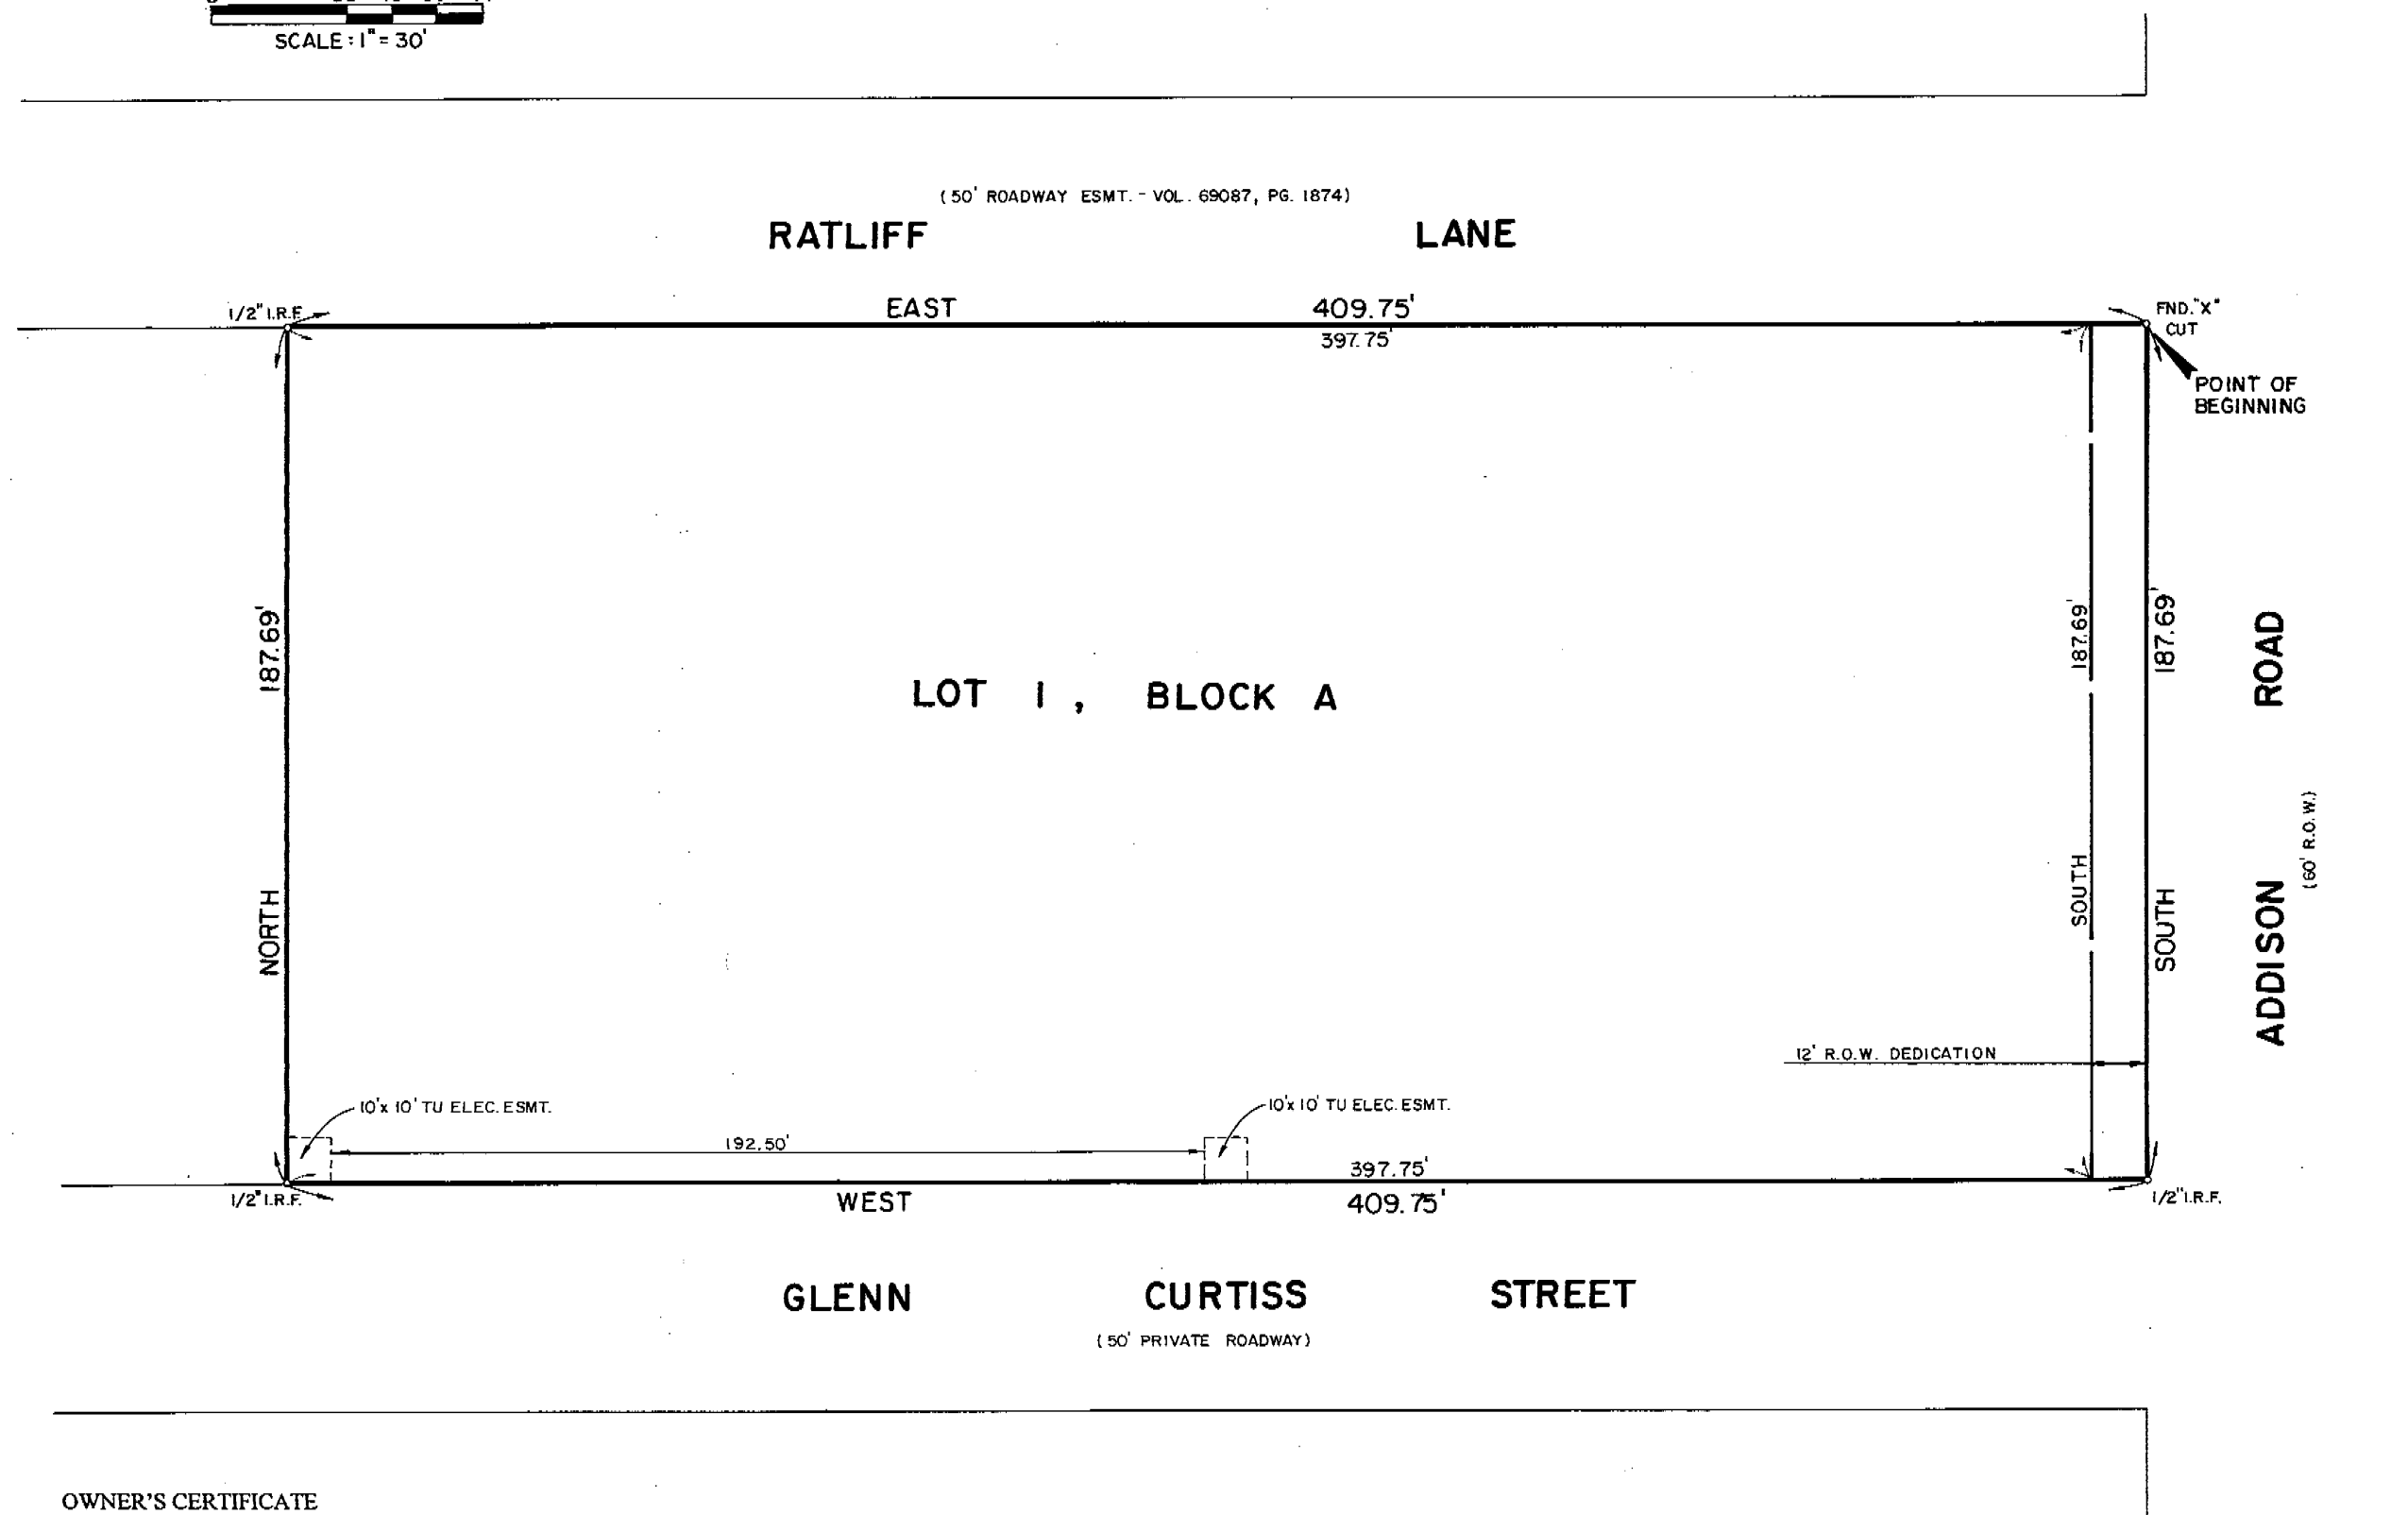 SCALE: 1" = 30'
(50' ROADWAY ESMT. - VOL. 69087, PG. 1874)
RATLIFF LANE
1/2" I.R.F.
EAST 409.75'
397.75'
FND. "X"
CUT
POINT OF
BEGINNING
187.69'
NORTH
LOT 1, BLOCK A
187.69'
SOUTH
187.69'
SOUTH
ADDISON ROAD
(60' R.O.W.)
12' R.O.W. DEDICATION
10' x 10' TU ELEC. ESMT.
10' x 10' TU ELEC. ESMT.
192.50'
397.75'
1/2" I.R.F.
WEST 409.75'
1/2" I.R.F.
GLENN CURTISS STREET
(50' PRIVATE ROADWAY)
OWNER'S CERTIFICATE